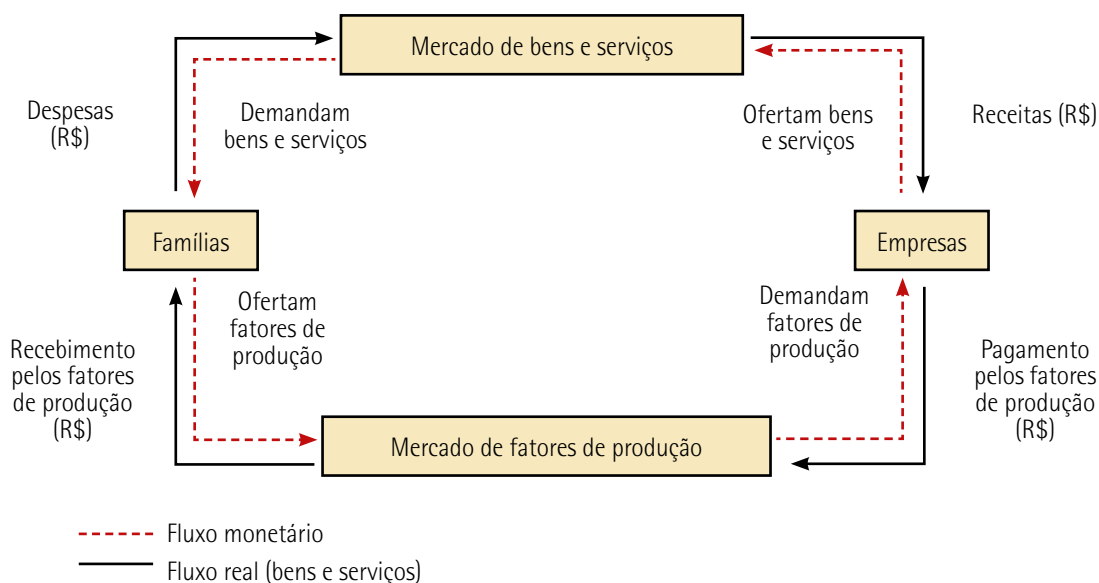 Mercado de bens e serviços
Despesas
(R$)
Demandam
bens e serviços
Ofertam bens
e serviços
Receitas (R$)
Famílias
Empresas
Recebimento
pelos fatores
de produção
(R$)
Ofertam
fatores de
produção
Demandam
fatores de
produção
Pagamento
pelos fatores
de produção
(R$)
Mercado de fatores de produção
Fluxo monetário
Fluxo real (bens e serviços)